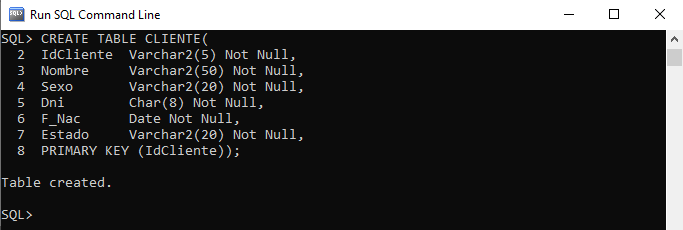 Run SQL Command Line
SQL> CREATE TABLE CLIENTE(
  2  IdCliente  Varchar2(5) Not Null,
  3  Nombre     Varchar2(50) Not Null,
  4  Sexo       Varchar2(20) Not Null,
  5  Dni        Char(8) Not Null,
  6  F_Nac      Date Not Null,
  7  Estado     Varchar2(20) Not Null,
  8  PRIMARY KEY (IdCliente));
Table created.
SQL>